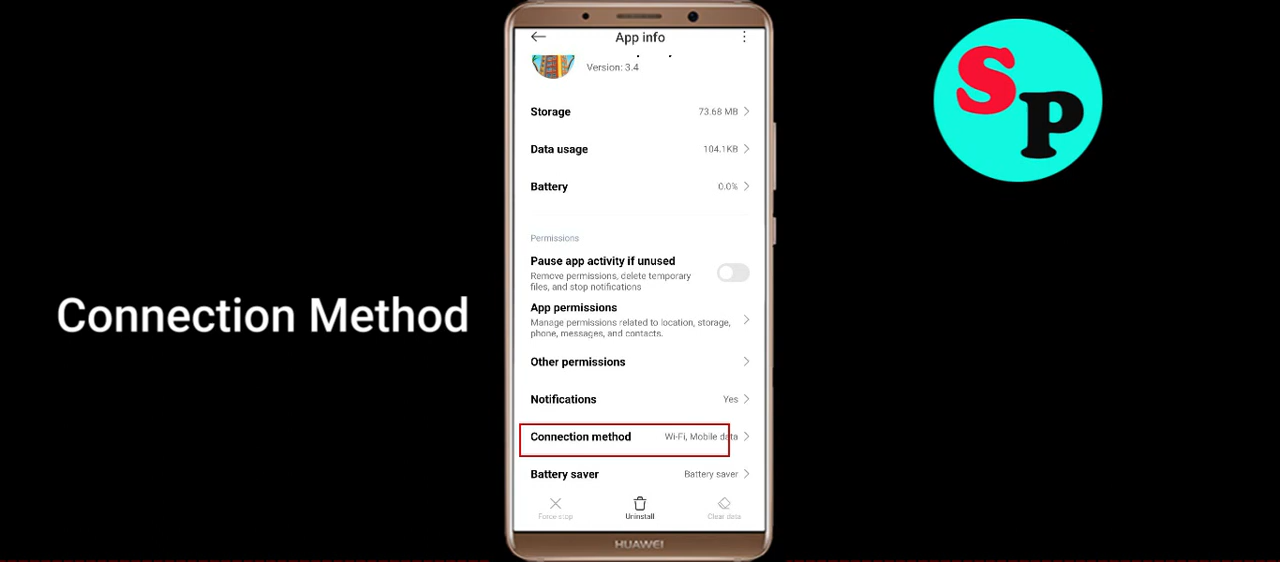 App info
Version: 3.4
Storage 73.68 MB
Data usage 104.1KB
Battery 0.0%
Permissions
Pause app activity if unused
Remove permissions, delete temporary
files, and stop notifications
App permissions
Manage permissions related to location, storage,
phone, messages, and contacts.
Other permissions
Notifications Yes
Connection method Wi-Fi, Mobile data
Battery saver Battery saver
Force stop Uninstall Clear data
HUAWEI
Connection Method
SP